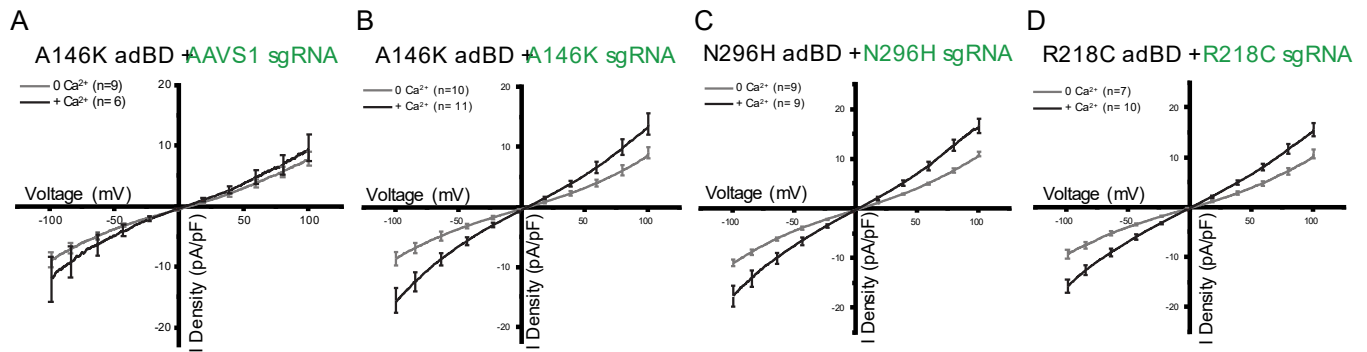 A
A146K adBD + AAVS1 sgRNA
0 Ca²⁺ (n=9)
+ Ca²⁺ (n= 6)
20
10
-10
-20
Voltage (mV)
-100
-50
50
100
I Density (pA/pF)
B
A146K adBD + A146K sgRNA
0 Ca²⁺ (n=10)
+ Ca²⁺ (n= 11)
20
10
-10
-20
Voltage (mV)
-100
-50
50
100
I Density (pA/pF)
C
N296H adBD + N296H sgRNA
0 Ca²⁺ (n=9)
+ Ca²⁺ (n= 9)
20
10
-10
-20
Voltage (mV)
-100
-50
50
100
I Density (pA/pF)
D
R218C adBD + R218C sgRNA
0 Ca²⁺ (n=7)
+ Ca²⁺ (n= 10)
20
10
-10
-20
Voltage (mV)
-100
-50
50
100
I Density (pA/pF)